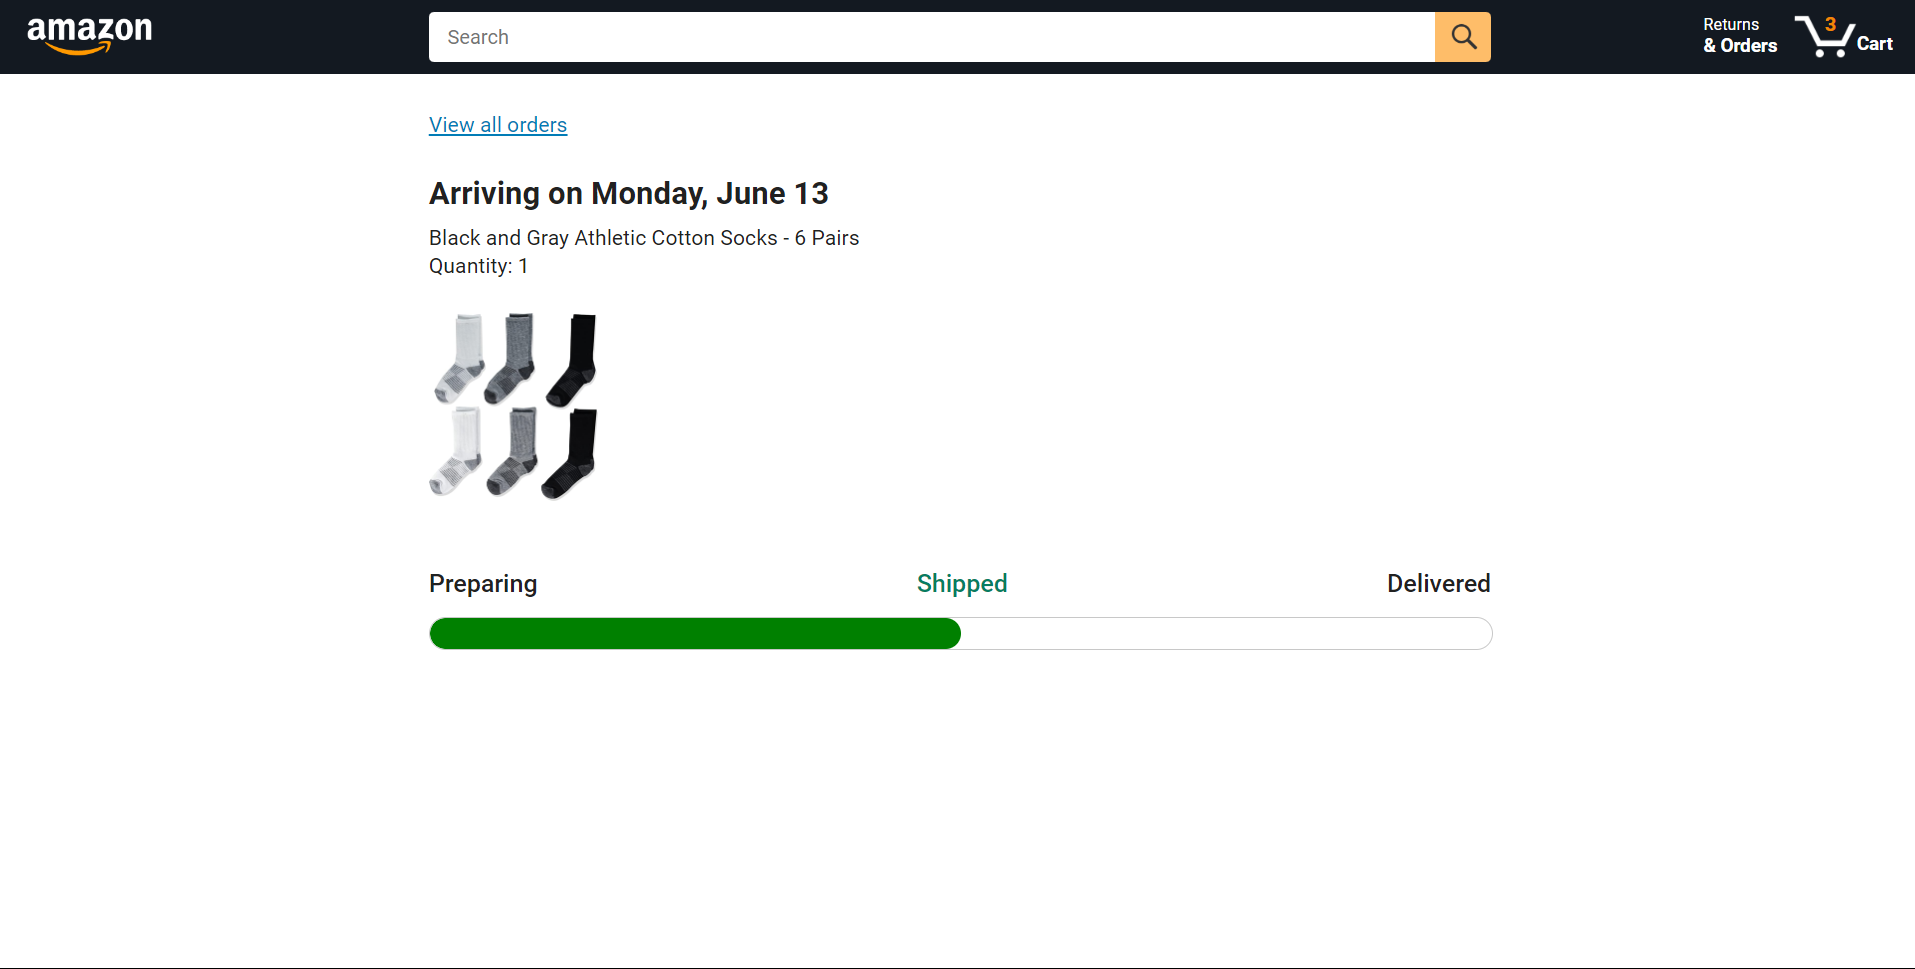 amazon
Search
Returns
& Orders
3
Cart
View all orders
Arriving on Monday, June 13
Black and Gray Athletic Cotton Socks - 6 Pairs
Quantity: 1
Preparing
Shipped
Delivered